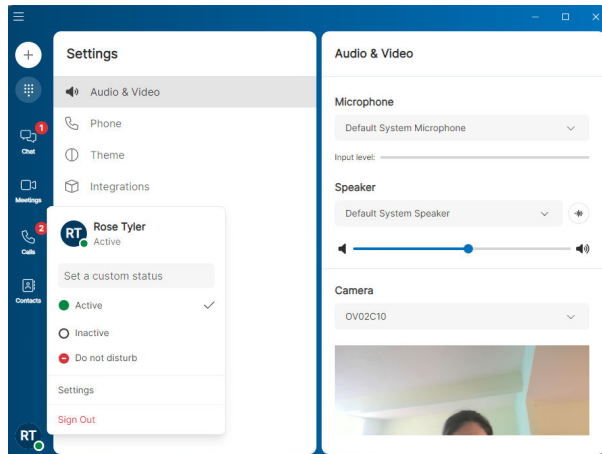 Settings
Audio & Video
Phone
Theme
Integrations
1
Chat
Meetings
2
Calls
Contacts
RT
RT
Rose Tyler
Active
Set a custom status
Active
Inactive
Do not disturb
Settings
Sign Out
Audio & Video
Microphone
Default System Microphone
Input level:
Speaker
Default System Speaker
Camera
OV02C10